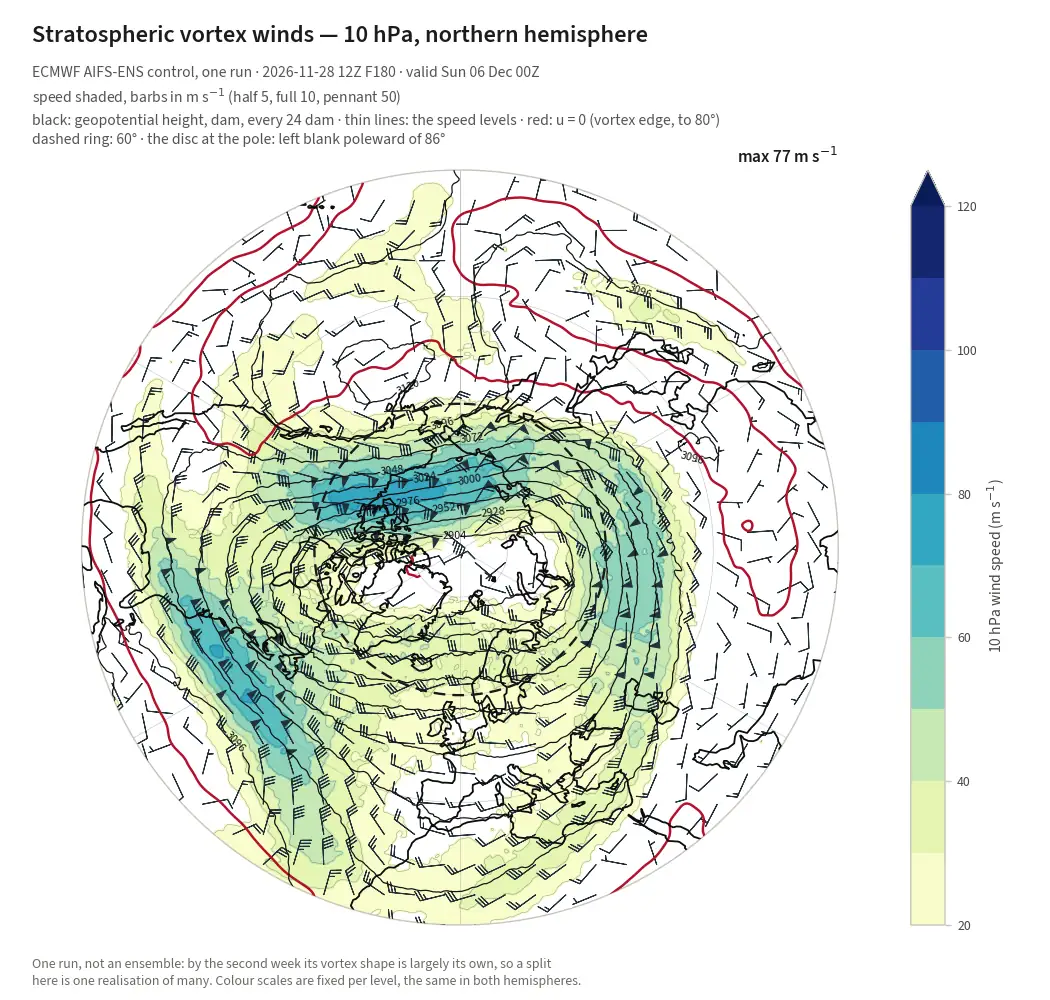 Stratospheric vortex winds — 10 hPa, northern hemisphere
ECMWF AIFS-ENS control, one run · 2026-11-28 12Z F180 · valid Sun 06 Dec 00Z
speed shaded, barbs in m s⁻¹ (half 5, full 10, pennant 50)
black: geopotential height, dam, every 24 dam · thin lines: the speed levels · red: u = 0 (vortex edge, to 80°)
dashed ring: 60° · the disc at the pole: left blank poleward of 86°
max 77 m s⁻¹
120
100
80
60
40
20
10 hPa wind speed (m s⁻¹)
3096
3120
3096
3072
3096
3048
3024
3000
2976
2952
2928
2904
3096
One run, not an ensemble: by the second week its vortex shape is largely its own, so a split
here is one realisation of many. Colour scales are fixed per level, the same in both hemispheres.